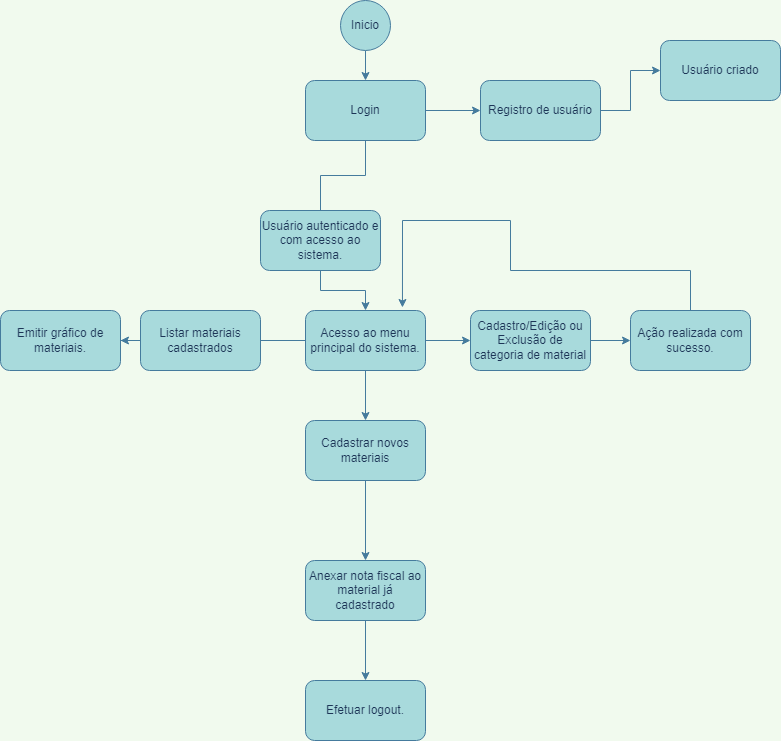 Inicio
Usuário criado
Login
Registro de usuário
Usuário autenticado e
com acesso ao
sistema.
Emitir gráfico de
materiais.
Listar materiais
cadastrados
Acesso ao menu
principal do sistema.
Cadastro/Edição ou
Exclusão de
categoria de material
Ação realizada com
sucesso.
Cadastrar novos
materiais
Anexar nota fiscal ao
material já
cadastrado
Efetuar logout.